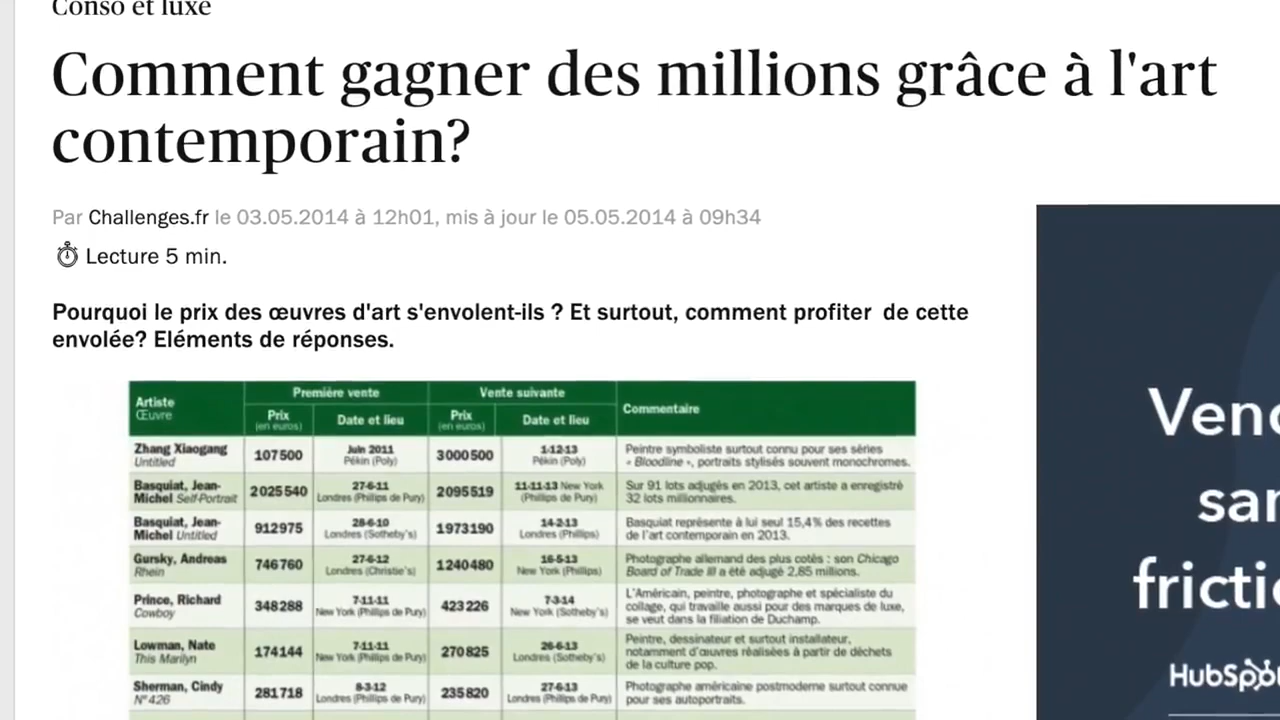 Conso et luxe
Comment gagner des millions grâce à l'art
contemporain?
Par Challenges.fr le 03.05.2014 à 12h01, mis à jour le 05.05.2014 à 09h34
Lecture 5 min.
Pourquoi le prix des œuvres d'art s'envolent-ils ? Et surtout, comment profiter de cette
envolée? Eléments de réponses.
Artiste
Œuvre
Première vente
Vente suivante
Commentaire
Prix
(en euros)
Date et lieu
Prix
(en euros)
Date et lieu
Zhang Xiaogang
Untitled
107500
Juin 2011
Pékin (Poly)
3000500
1-12-13
Pékin (Poly)
Peintre symboliste surtout connu pour ses séries
« Bloodline », portraits stylisés souvent monochromes.
Basquiat, Jean-
Michel Self-Portrait
2025540
27-6-11
Londres (Phillips de Pury)
2095519
11-11-13 New York
(Phillips de Pury)
Sur 91 lots adjugés en 2013, cet artiste a enregistré
32 lots millionnaires.
Basquiat, Jean-
Michel Untitled
912975
28-6-10
Londres (Sotheby's)
1973190
14-2-13
Londres (Phillips)
Basquiat représente à lui seul 15,4% des recettes
de l'art contemporain en 2013.
Gursky, Andreas
Rhein
746760
27-6-12
Londres (Christie's)
1240480
16-5-13
New York (Phillips)
Photographe allemand des plus cotés : son Chicago
Board of Trade III a été adjugé 2,85 millions.
Prince, Richard
Cowboy
348288
7-11-11
New York (Phillips de Pury)
423226
7-3-14
New York (Sotheby's)
L'Américain, peintre, photographe et spécialiste du
collage, qui travaille aussi pour des marques de luxe,
se veut dans la filiation de Duchamp.
Lowman, Nate
This Marilyn
174144
7-11-11
New York (Phillips de Pury)
270825
26-6-13
Londres (Sotheby's)
Peintre, dessinateur et surtout installateur,
notamment d'œuvres réalisées à partir de déchets
de la culture pop.
Sherman, Cindy
N° 426
281718
8-3-12
Londres (Phillips de Pury)
235820
27-6-13
Londres (Phillips de Pury)
Photographe américaine postmoderne surtout connue
pour ses autoportraits.
Vend
san
frictio
HubSpot